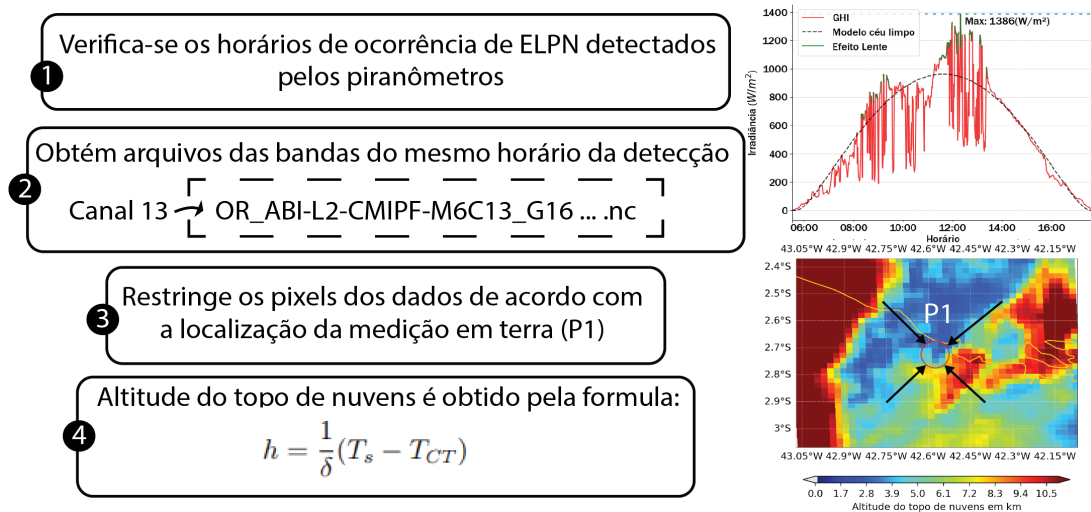 1
Verifica-se os horários de ocorrência de ELPN detectados
pelos piranômetros
2
Obtém arquivos das bandas do mesmo horário da detecção
Canal 13
OR_ABI-L2-CMIPF-M6C13_G16 ... .nc
3
Restringe os pixels dos dados de acordo com
a localização da medição em terra (P1)
4
Altitude do topo de nuvens é obtido pela formula:
h = 1/δ (T_s − T_CT)
GHI
Modelo céu limpo
Efeito Lente
Max: 1386(W/m²)
Irradiância (W/m²)
1400
1200
1000
800
600
400
200
0
06:00 08:00 10:00 12:00 14:00 16:00
Horário
43.05°W 42.9°W 42.75°W 42.6°W 42.45°W 42.3°W 42.15°W
2.4°S
2.5°S
2.6°S
2.7°S
2.8°S
2.9°S
3°S
P1
43.05°W 42.9°W 42.75°W 42.6°W 42.45°W 42.3°W 42.15°W
0.0 1.7 2.8 3.9 5.0 6.1 7.2 8.3 9.4 10.5
Altitude do topo de nuvens em km